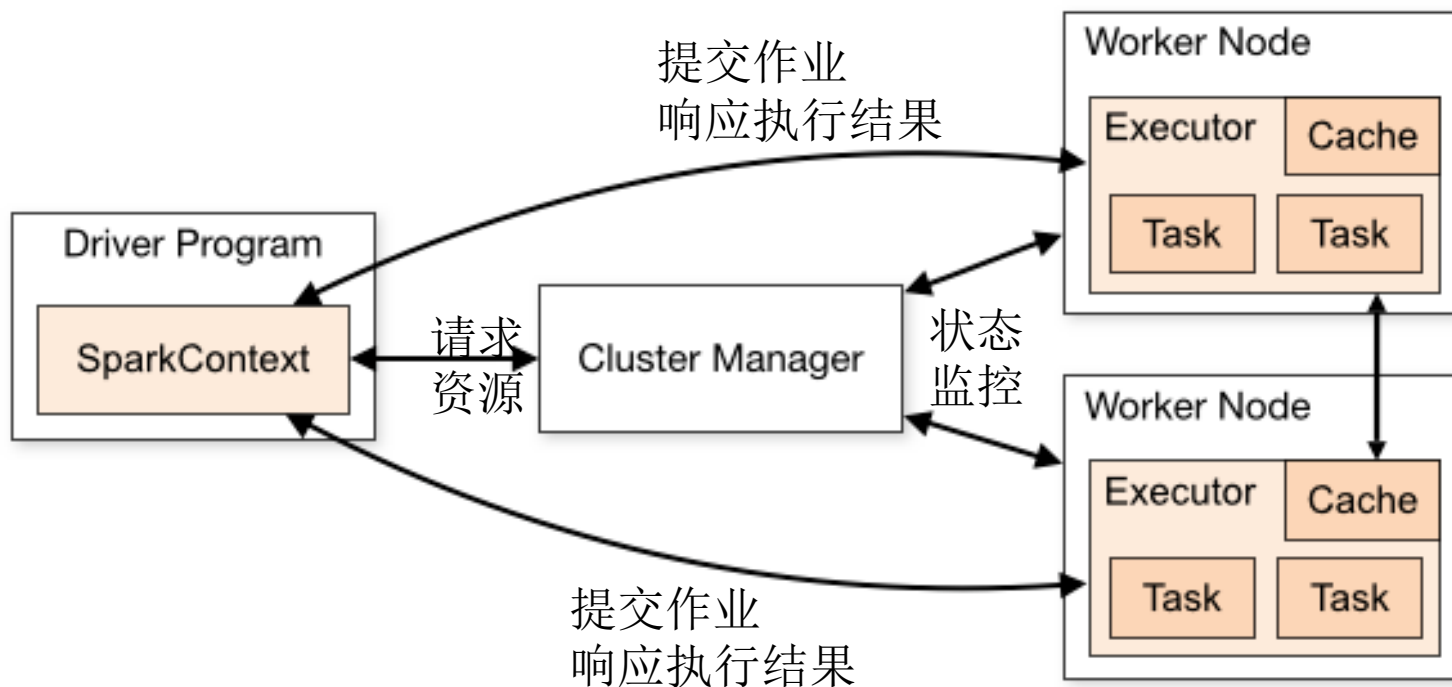 提交作业
响应执行结果
Worker Node
Executor
Cache
Task
Task
Driver Program
SparkContext
请求
资源
Cluster Manager
状态
监控
Worker Node
Executor
Cache
Task
Task
提交作业
响应执行结果